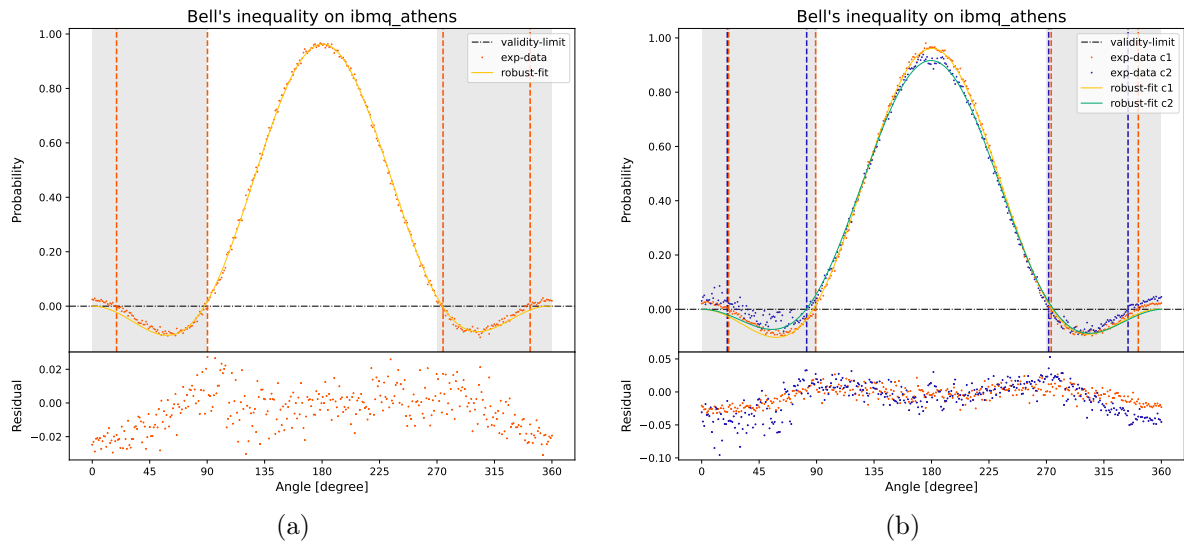 Bell's inequality on ibmq_athens
validity-limit
exp-data
robust-fit
Probability
1.00
0.80
0.60
0.40
0.20
0.00
Residual
0.02
0.00
−0.02
0 45 90 135 180 225 270 315 360
Angle [degree]
(a)
Bell's inequality on ibmq_athens
validity-limit
exp-data c1
exp-data c2
robust-fit c1
robust-fit c2
Probability
1.00
0.80
0.60
0.40
0.20
0.00
Residual
0.05
0.00
−0.05
−0.10
0 45 90 135 180 225 270 315 360
Angle [degree]
(b)